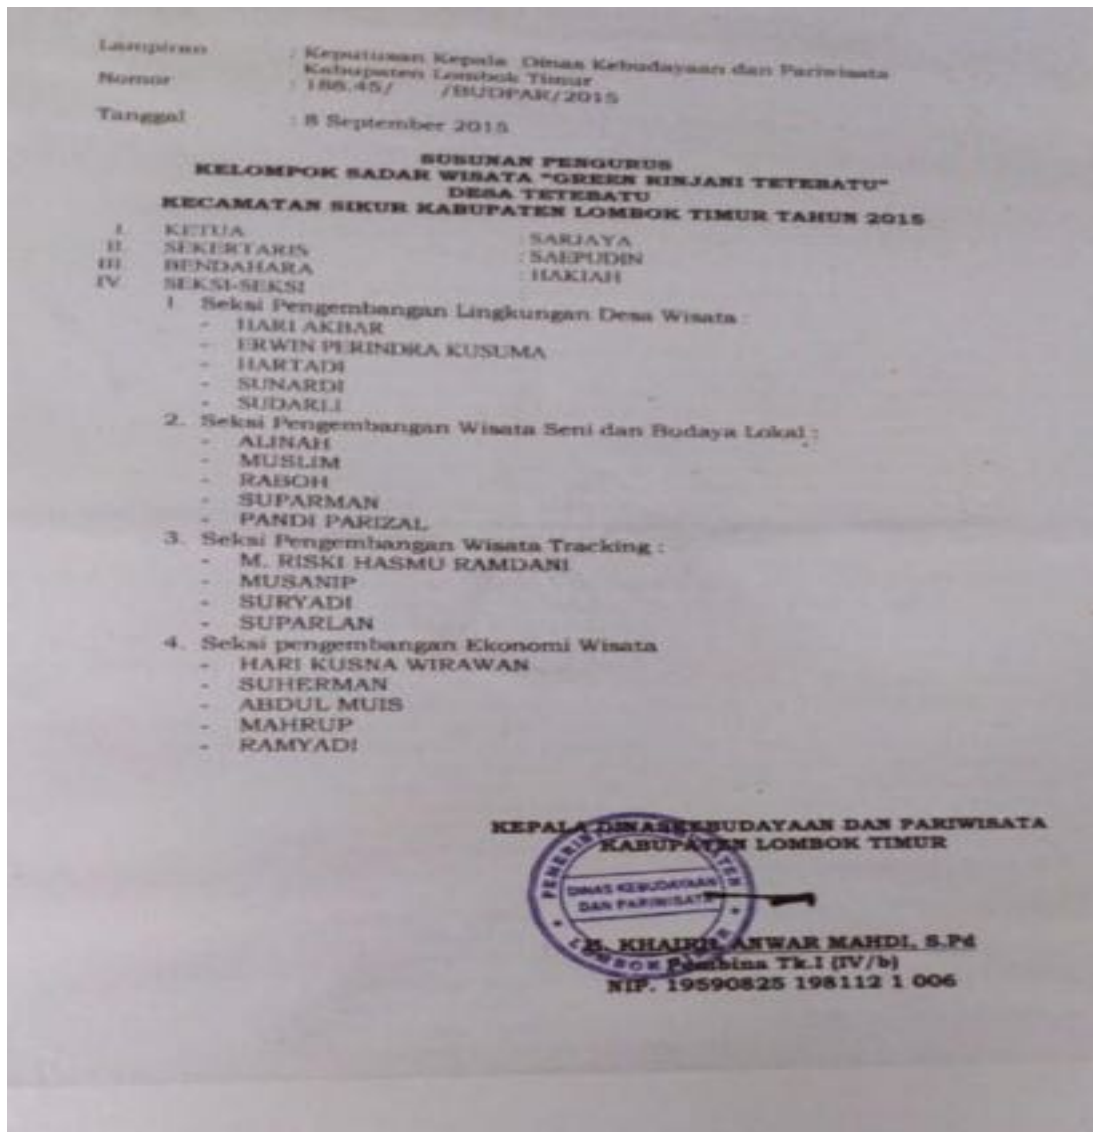 Lampiran : Keputusan Kepala Dinas Kebudayaan dan Pariwisata
Kabupaten Lombok Timur
Nomor : 188.45/ /BUDPAR/2015
Tanggal : 8 September 2015
SUSUNAN PENGURUS
KELOMPOK SADAR WISATA "GREEN RINJANI TETEBATU"
DESA TETEBATU
KECAMATAN SIKUR KABUPATEN LOMBOK TIMUR TAHUN 2015
I. KETUA : SARJAYA
II. SEKERTARIS : SAEPUDIN
III. BENDAHARA : HAKIAH
IV. SEKSI-SEKSI
1. Seksi Pengembangan Lingkungan Desa Wisata :
- HARI AKBAR
- ERWIN PERINDRA KUSUMA
- HARTADI
- SUNARDI
- SUDARLI
2. Seksi Pengembangan Wisata Seni dan Budaya Lokal :
- ALINAH
- MUSLIM
- RABOH
- SUPARMAN
- PANDI PARIZAL
3. Seksi Pengembangan Wisata Tracking :
- M. RISKI HASMU RAMDANI
- MUSANIP
- SURYADI
- SUPARLAN
4. Seksi pengembangan Ekonomi Wisata
- HARI KUSNA WIRAWAN
- SUHERMAN
- ABDUL MUIS
- MAHRUP
- RAMYADI
KEPALA DINAS KEBUDAYAAN DAN PARIWISATA
KABUPATEN LOMBOK TIMUR
DINAS KEBUDAYAAN
DAN PARIWISATA
H. KHAIRIL ANWAR MAHDI, S.Pd
Pembina Tk.I (IV/b)
NIP. 19590825 198112 1 006